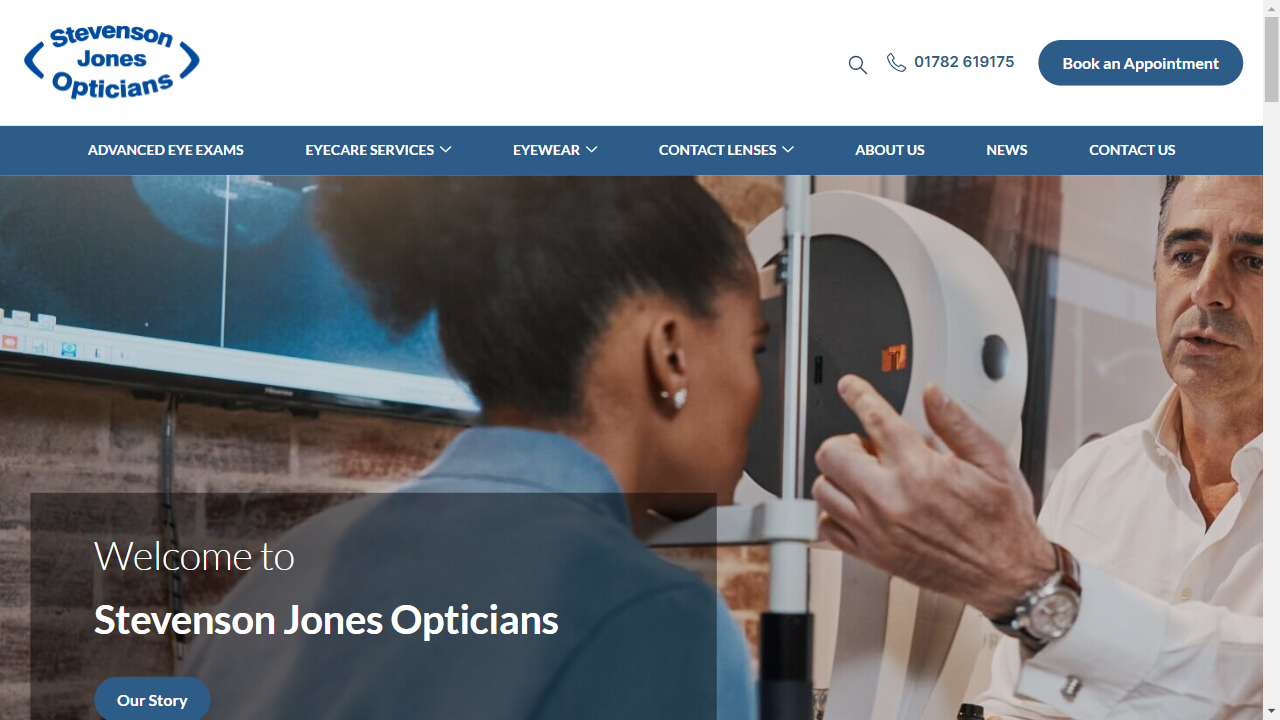 Stevenson
Jones
Opticians
01782 619175
Book an Appointment
ADVANCED EYE EXAMS
EYECARE SERVICES
EYEWEAR
CONTACT LENSES
ABOUT US
NEWS
CONTACT US
Welcome to
Stevenson Jones Opticians
Our Story